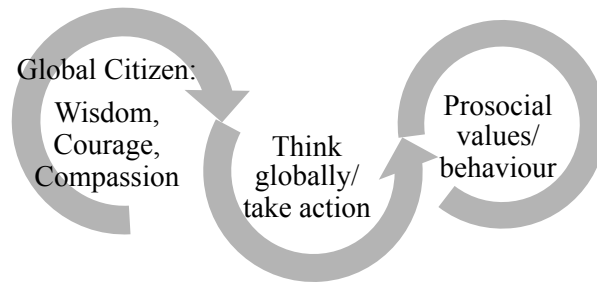 Global Citizen:
Wisdom,
Courage,
Compassion
Think
globally/
take action
Prosocial
values/
behaviour